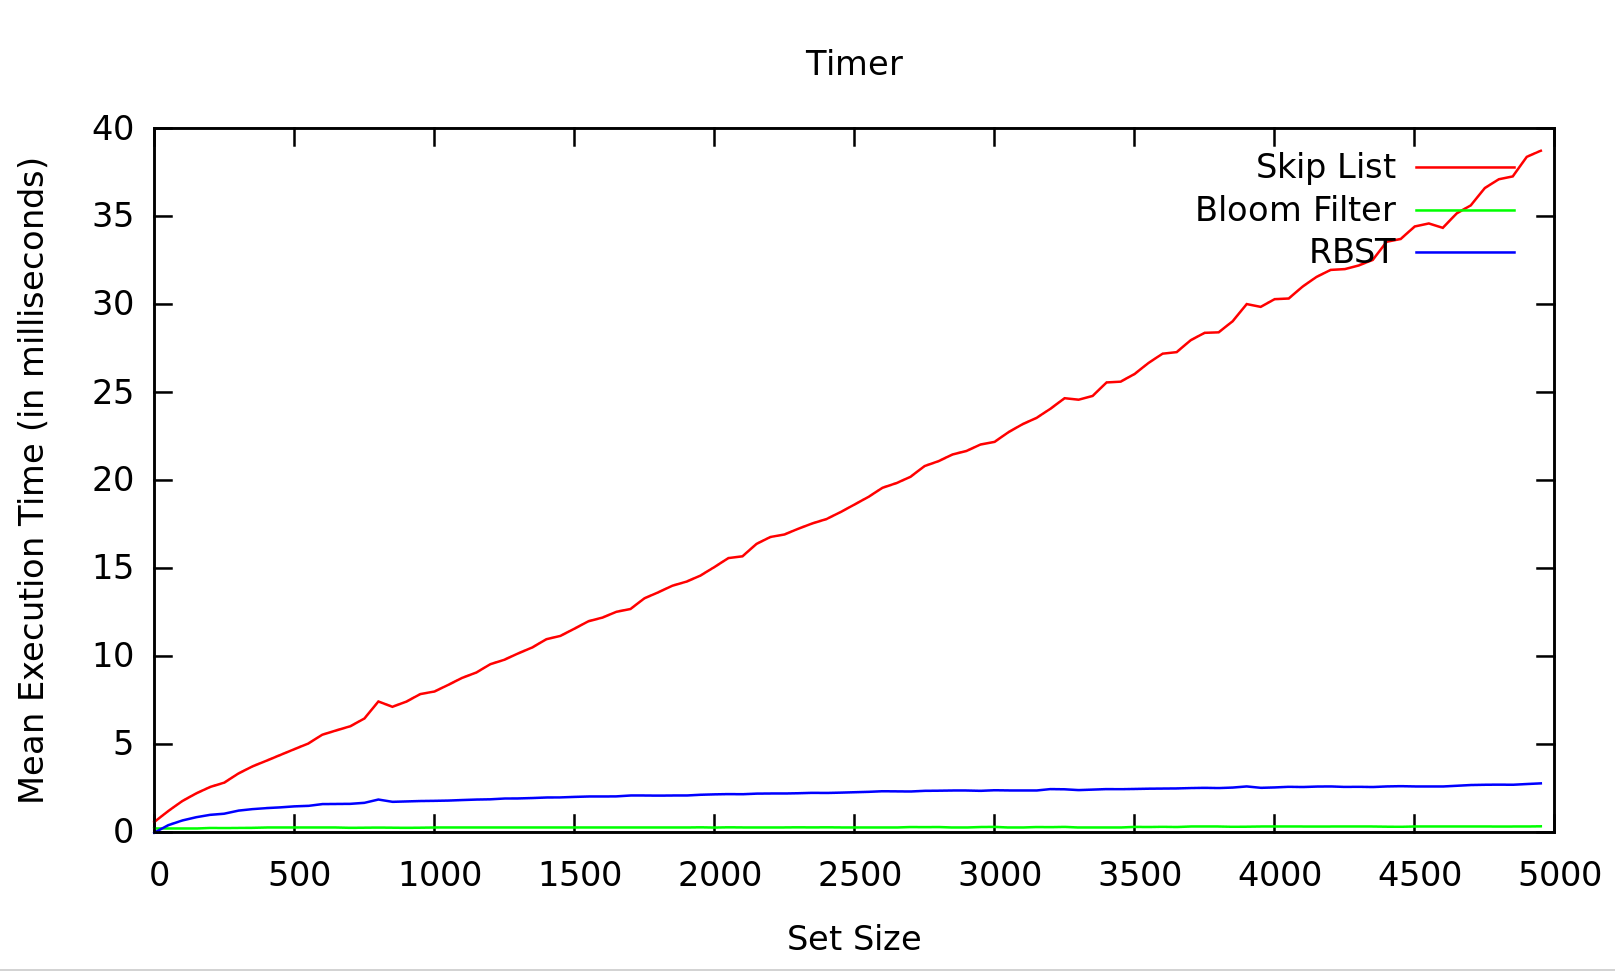 Timer
Mean Execution Time (in milliseconds)
40
35
30
25
20
15
10
5
0
Skip List
Bloom Filter
RBST
0 500 1000 1500 2000 2500 3000 3500 4000 4500 5000
Set Size